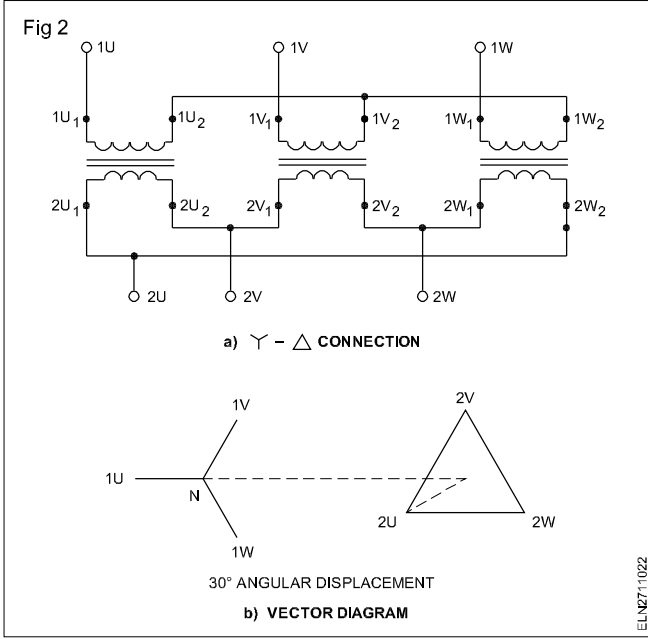 Fig 2
1U 1V 1W
1U1 1U2 1V1 1V2 1W1 1W2
2U1 2U2 2V1 2V2 2W1 2W2
2U 2V 2W
a) Y – △ CONNECTION
1V 2V
1U N
1W 2U 2W
30° ANGULAR DISPLACEMENT
b) VECTOR DIAGRAM
ELN2711022